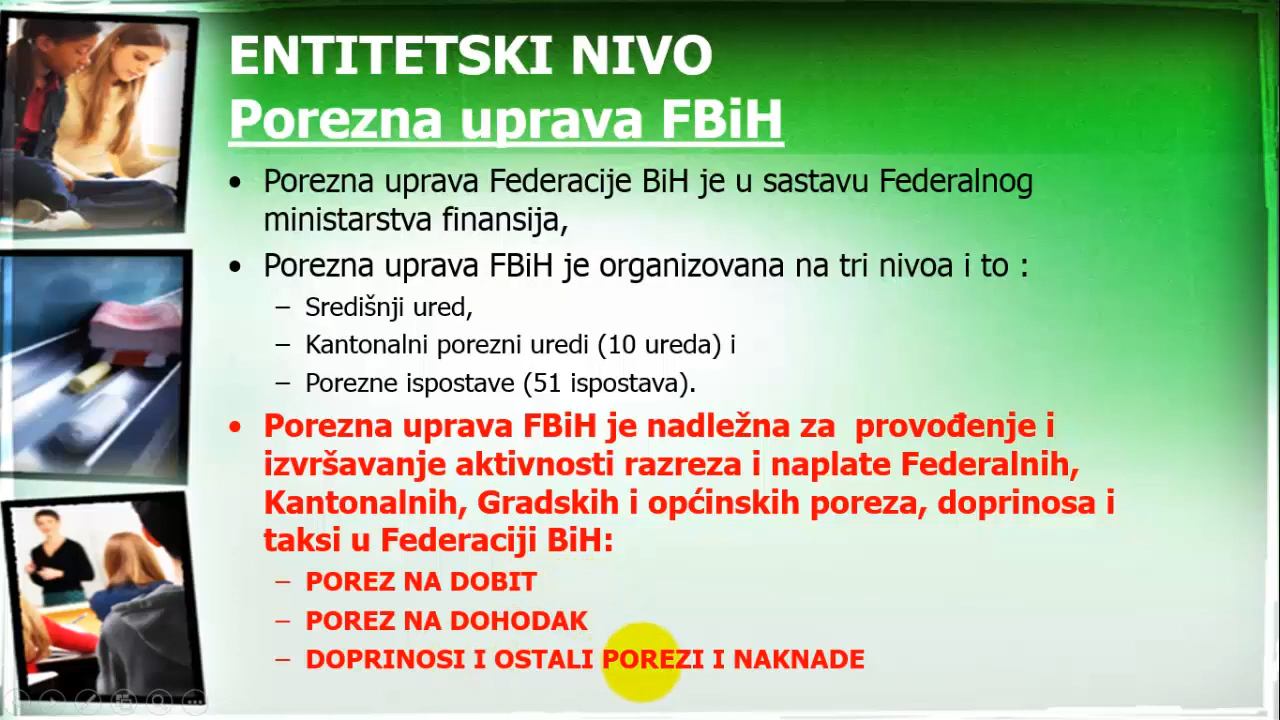 ENTITETSKI NIVO
Porezna uprava FBiH
• Porezna uprava Federacije BiH je u sastavu Federalnog
ministarstva finansija,
• Porezna uprava FBiH je organizovana na tri nivoa i to :
– Središnji ured,
– Kantonalni porezni uredi (10 ureda) i
– Porezne ispostave (51 ispostava).
• Porezna uprava FBiH je nadležna za provođenje i
izvršavanje aktivnosti razreza i naplate Federalnih,
Kantonalnih, Gradskih i općinskih poreza, doprinosa i
taksi u Federaciji BiH:
– POREZ NA DOBIT
– POREZ NA DOHODAK
– DOPRINOSI I OSTALI POREZI I NAKNADE